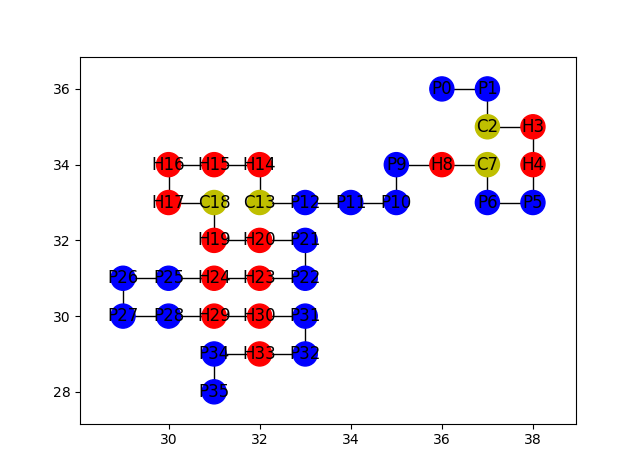 36 P0 P1
C2 H3
34 H16 H15 H14 P9 H8 C7 H4
H17 C18 C13 P12 P11 P10 P6 P5
32 H19 H20 P21
P26 P25 H24 H23 P22
30 P27 P28 H29 H30 P31
P34 H33 P32
28 P35
30 32 34 36 38